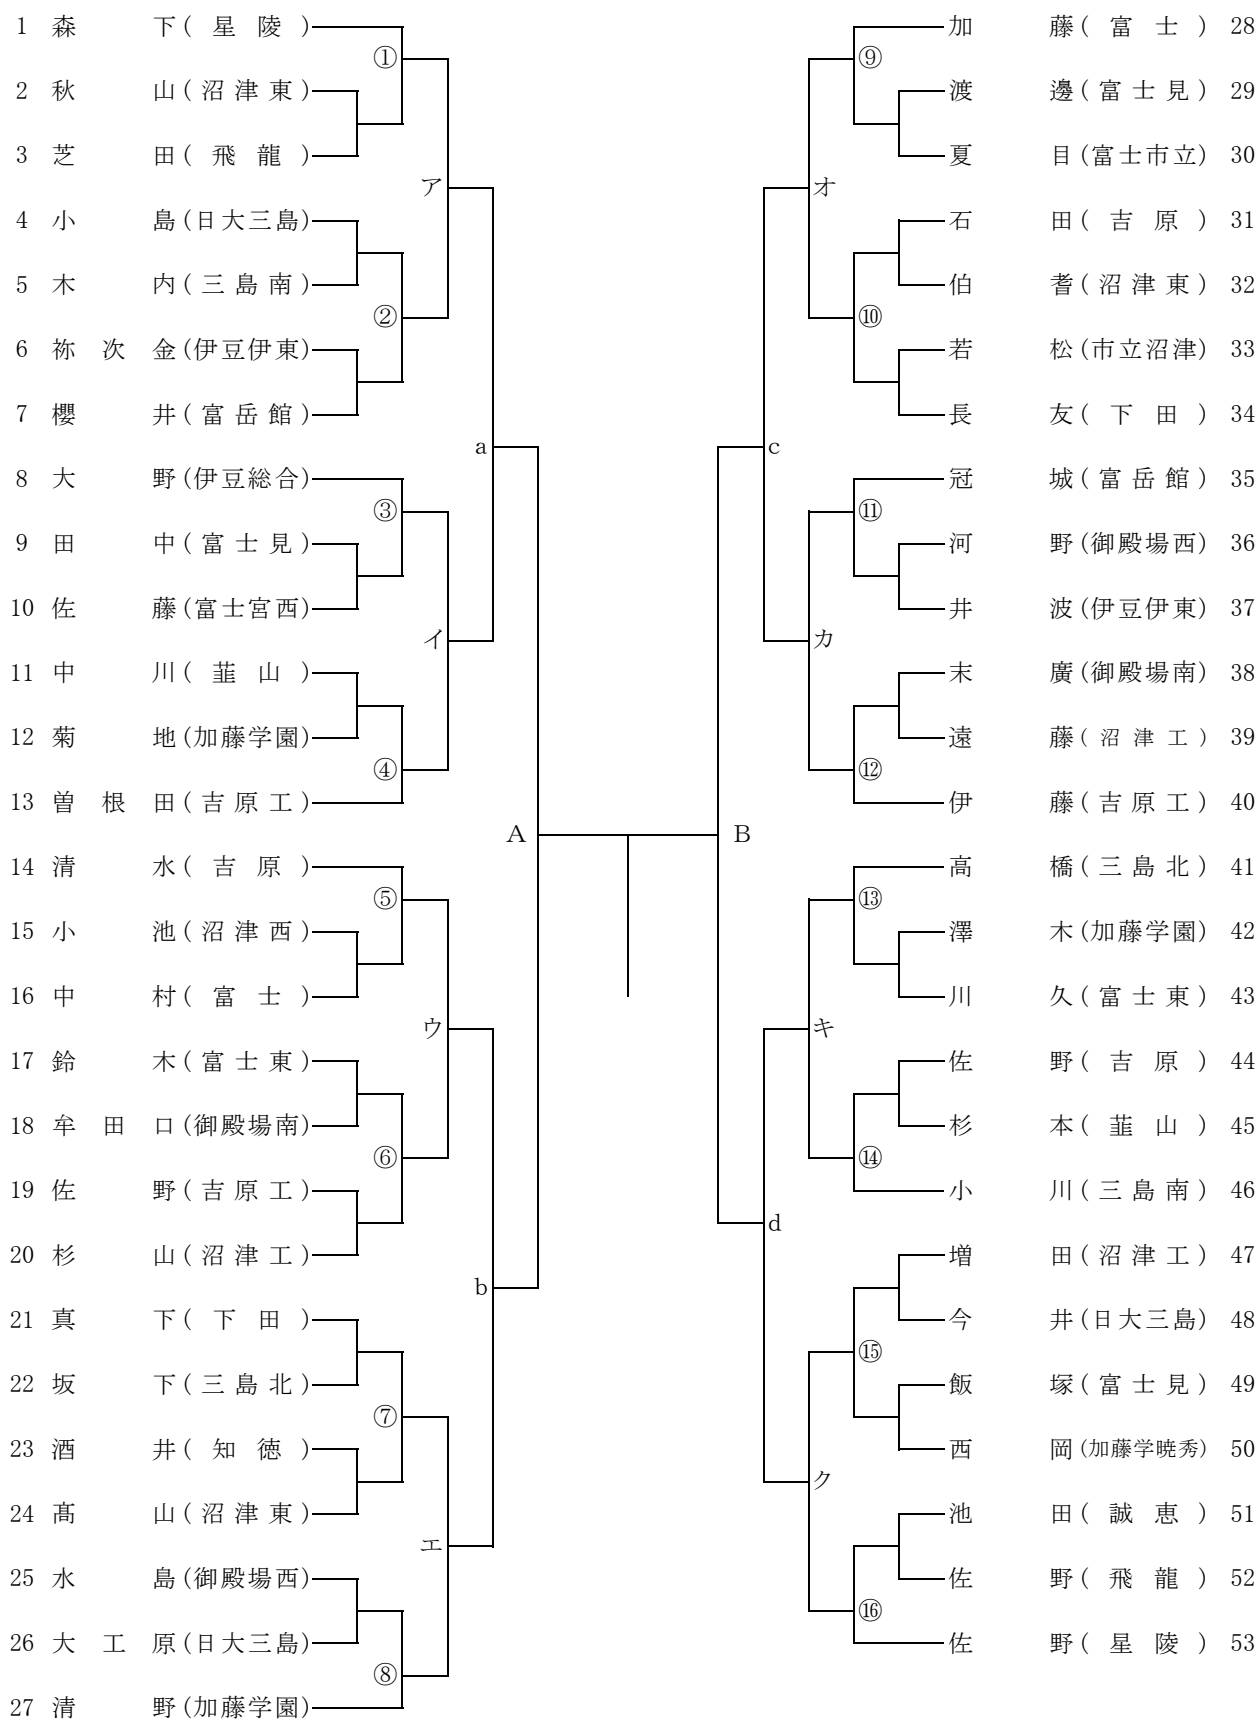 1 森下(星陵) ① ⑨ 加藤(富士) 28
2 秋山(沼津東) 渡邊(富士見) 29
3 芝田(飛龍) 夏目(富士市立) 30
ア オ
4 小島(日大三島) 石田(吉原) 31
5 木内(三島南) 伯耆(沼津東) 32
② ⑩
6 祢次金(伊豆伊東) 若松(市立沼津) 33
7 櫻井(富岳館) 長友(下田) 34
a c
8 大野(伊豆総合) 冠城(富岳館) 35
③ ⑪
9 田中(富士見) 河野(御殿場西) 36
10 佐藤(富士宮西) 井波(伊豆伊東) 37
イ カ
11 中川(韮山) 末廣(御殿場南) 38
12 菊地(加藤学園) 遠藤(沼津工) 39
④ ⑫
13 曽根田(吉原工) 伊藤(吉原工) 40
A B
14 清水(吉原) 高橋(三島北) 41
⑤ ⑬
15 小池(沼津西) 澤木(加藤学園) 42
16 中村(富士) 川久(富士東) 43
ウ キ
17 鈴木(富士東) 佐野(吉原) 44
18 牟田口(御殿場南) 杉本(韮山) 45
⑥ ⑭
19 佐野(吉原工) 小川(三島南) 46
d
20 杉山(沼津工) 増田(沼津工) 47
b
21 真下(下田) 今井(日大三島) 48
⑮
22 坂下(三島北) 飯塚(富士見) 49
⑦
23 酒井(知徳) 西岡(加藤学暁秀) 50
ク
24 髙山(沼津東) 池田(誠恵) 51
エ
25 水島(御殿場西) 佐野(飛龍) 52
⑯
26 大工原(日大三島) 佐野(星陵) 53
⑧
27 清野(加藤学園)